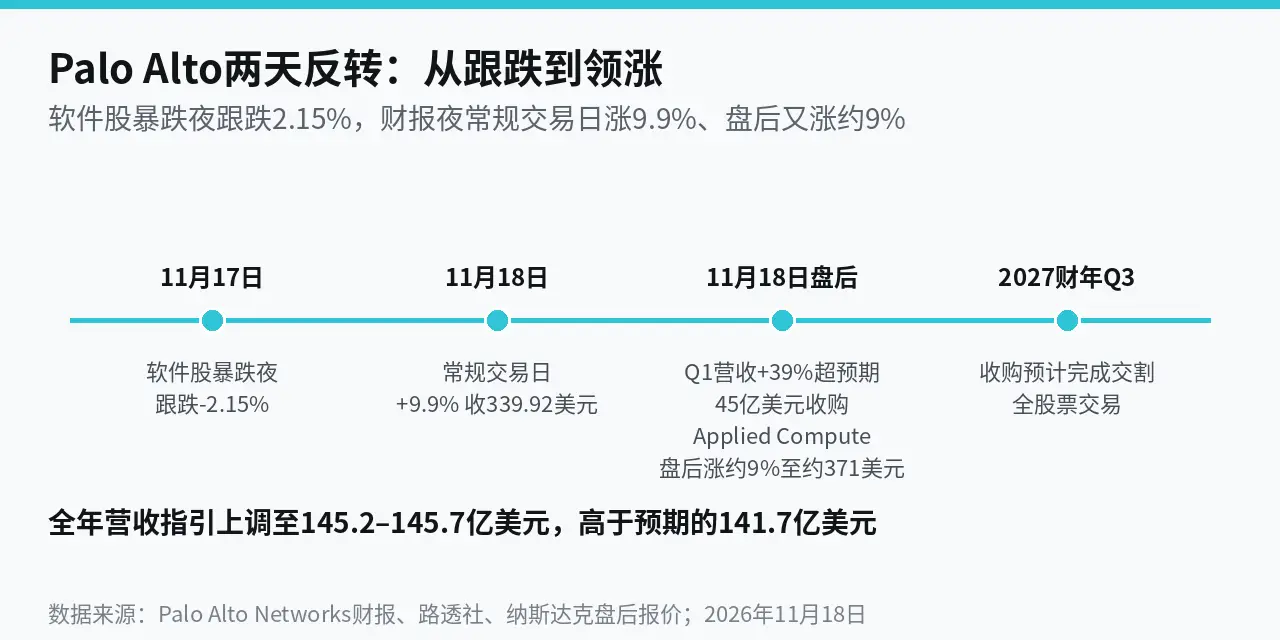 Palo Alto两天反转：从跟跌到领涨
软件股暴跌夜跟跌2.15%，财报夜常规交易日涨9.9%、盘后又涨约9%
11月17日
软件股暴跌夜
跟跌-2.15%
11月18日
常规交易日
+9.9% 收339.92美元
11月18日盘后
Q1营收+39%超预期
45亿美元收购
Applied Compute
盘后涨约9%至约371美元
2027财年Q3
收购预计完成交割
全股票交易
全年营收指引上调至145.2–145.7亿美元，高于预期的141.7亿美元
数据来源：Palo Alto Networks财报、路透社、纳斯达克盘后报价；2026年11月18日